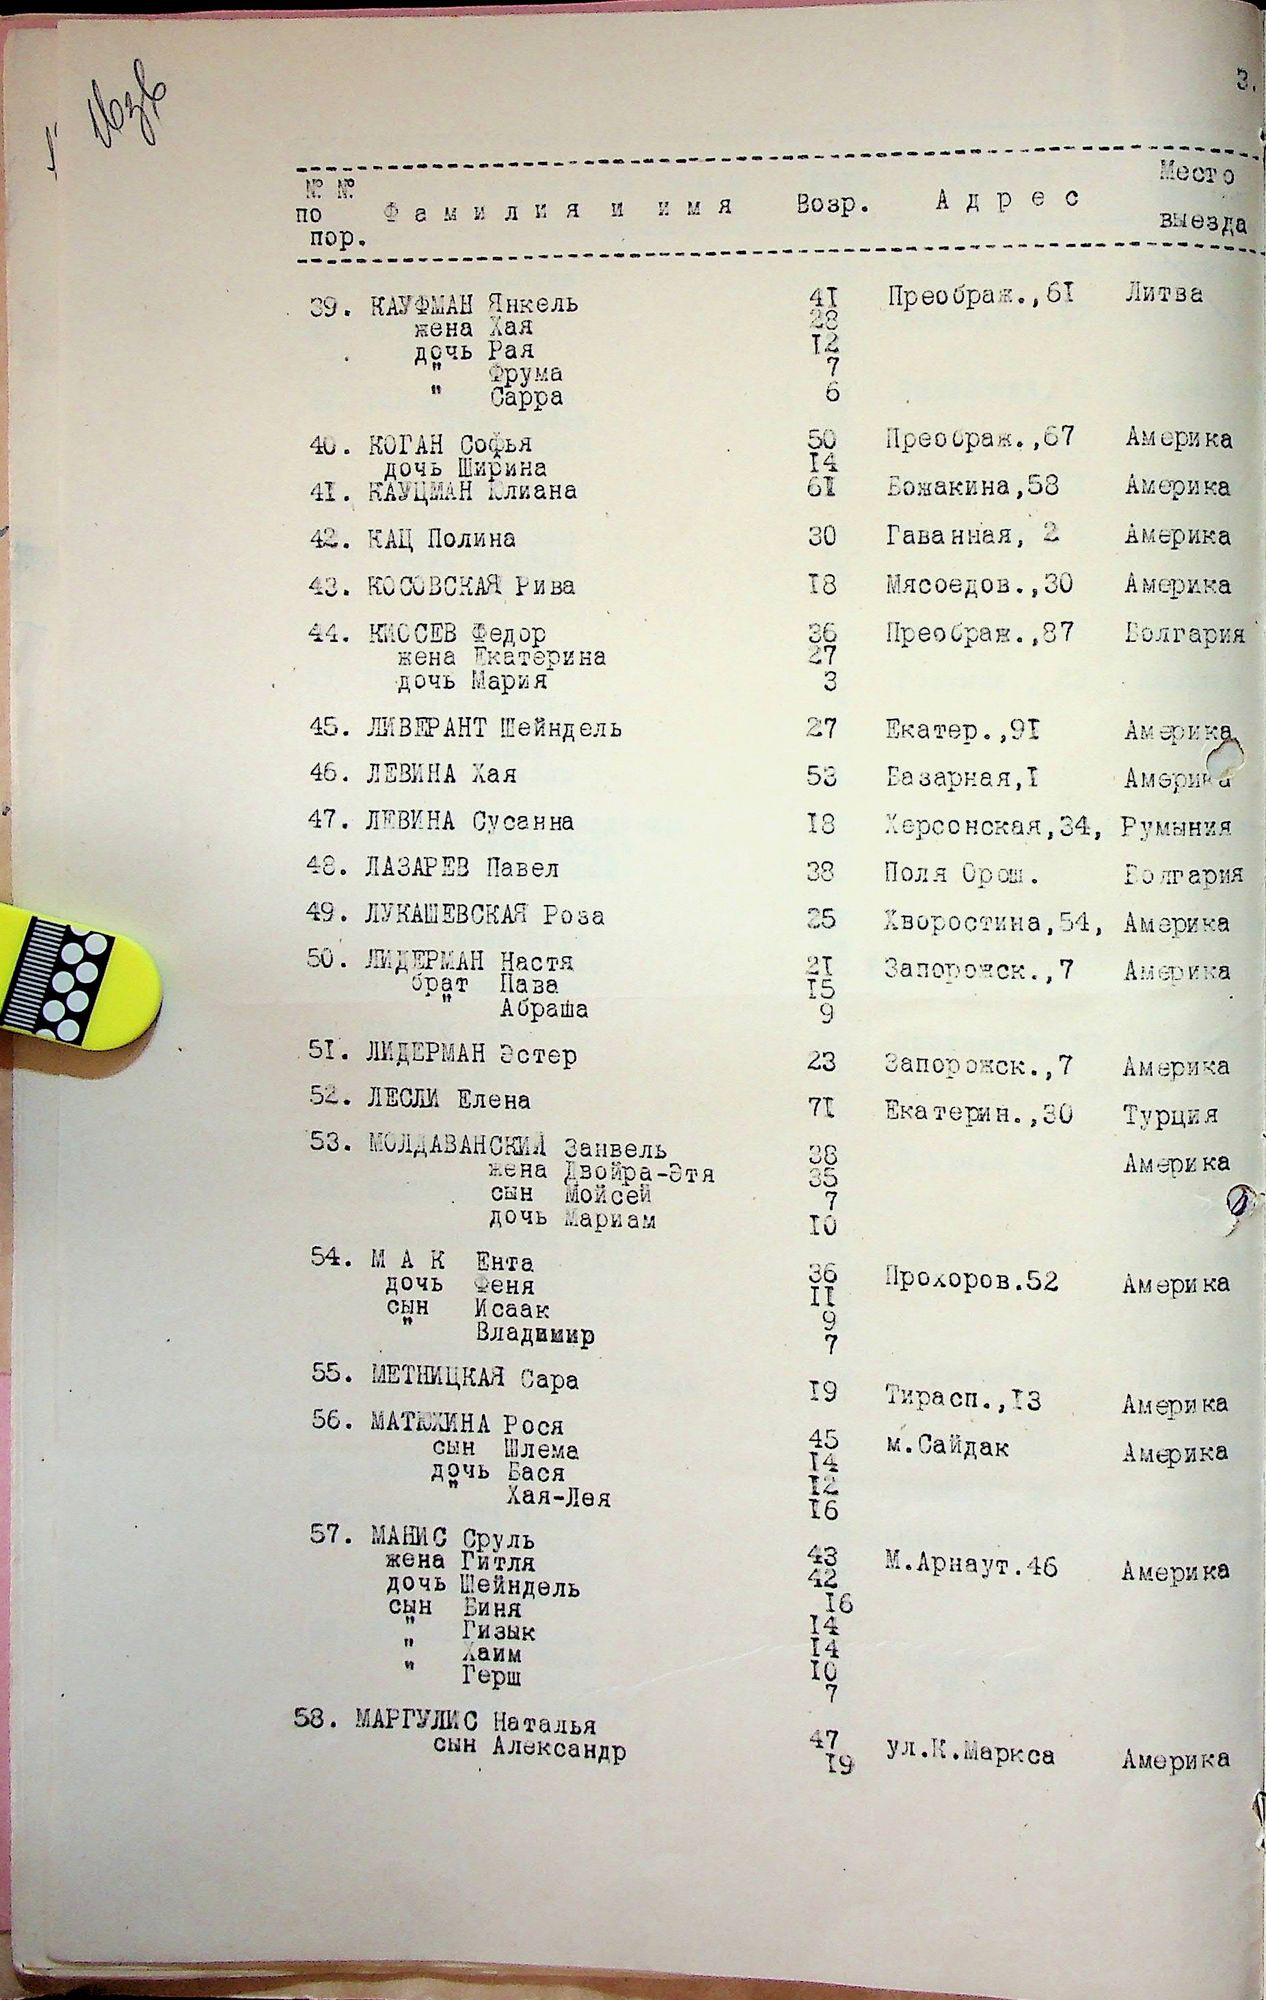 3.
№ № Место
по Фамилия и имя Возр. Адрес
пор. выезда
39. КАУФМАН Янкель 41 Преображ.,61 Литва
жена Хая 28
дочь Рая 12
" Фрума 7
" Сарра 6
40. КОГАН Софья 50 Преображ.,67 Америка
дочь Ширина 14
41. КАУЦМАН Юлиана 61 Божакина,58 Америка
42. КАЦ Полина 30 Гаванная, 2 Америка
43. КОСОВСКАЯ Рива 18 Мясоедов.,30 Америка
44. КИОСЕВ Федор 36 Преображ.,87 Болгария
жена Екатерина 27
дочь Мария 3
45. ЛИВЕРАНТ Шейндель 27 Екатер.,91 Америка
46. ЛЕВИНА Хая 53 Базарная,1 Америка
47. ЛЕВИНА Сусанна 18 Херсонская,34, Румыния
48. ЛАЗАРЕВ Павел 38 Поля Орош. Болгария
49. ЛУКАШЕВСКАЯ Роза 25 Хворостина,54, Америка
50. ЛИДЕРМАН Настя 21 Запорожск.,7 Америка
брат Пава 15
" Абраша 9
51. ЛИДЕРМАН Эстер 23 Запорожск.,7 Америка
52. ЛЕСЛИ Елена 71 Екатерин.,30 Турция
53. МОЛДАВАНСКИЙ Занвель 38 Америка
жена Двойра-Этя 35
сын Мойсей 7
дочь Мариам 10
54. М А К Ента 36 Прохоров.52 Америка
дочь Феня 11
сын Исаак 9
" Владимир 7
55. МЕТНИЦКАЯ Сара 19 Тирасп.,13 Америка
56. МАТЮХИНА Рося 45 м.Сайдак Америка
сын Шлема 14
дочь Бася 12
" Хая-Лея 16
57. МАНИС Сруль 43 М.Арнаут.46 Америка
жена Гитля 42
дочь Шейндель 16
сын Биня 14
" Гизык 14
" Хаим 10
" Герш 7
58. МАРГУЛИС Наталья 47 ул.К.Маркса Америка
сын Александр 19